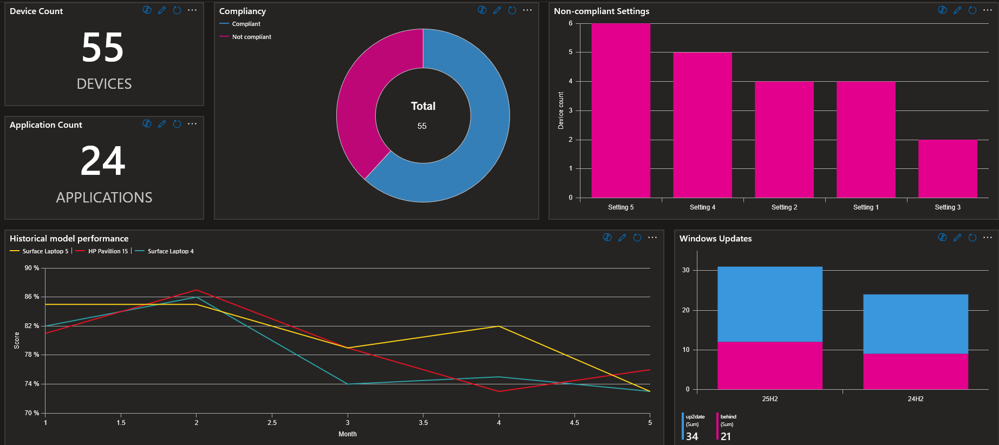 Device Count
55
DEVICES
Application Count
24
APPLICATIONS
Compliancy
Compliant
Not compliant
Total
55
Non-compliant Settings
6
5
4
3
2
1
0
Device count
Setting 5 Setting 4 Setting 2 Setting 1 Setting 3
Historical model performance
Surface Laptop 5 | HP Pavillion 15 | Surface Laptop 4
90 %
86 %
82 %
78 %
74 %
70 %
Score
1 1.5 2 2.5 3 3.5 4 4.5 5
Month
Windows Updates
30
20
10
0
25H2 24H2
up2date behind
(Sum) (Sum)
34 21